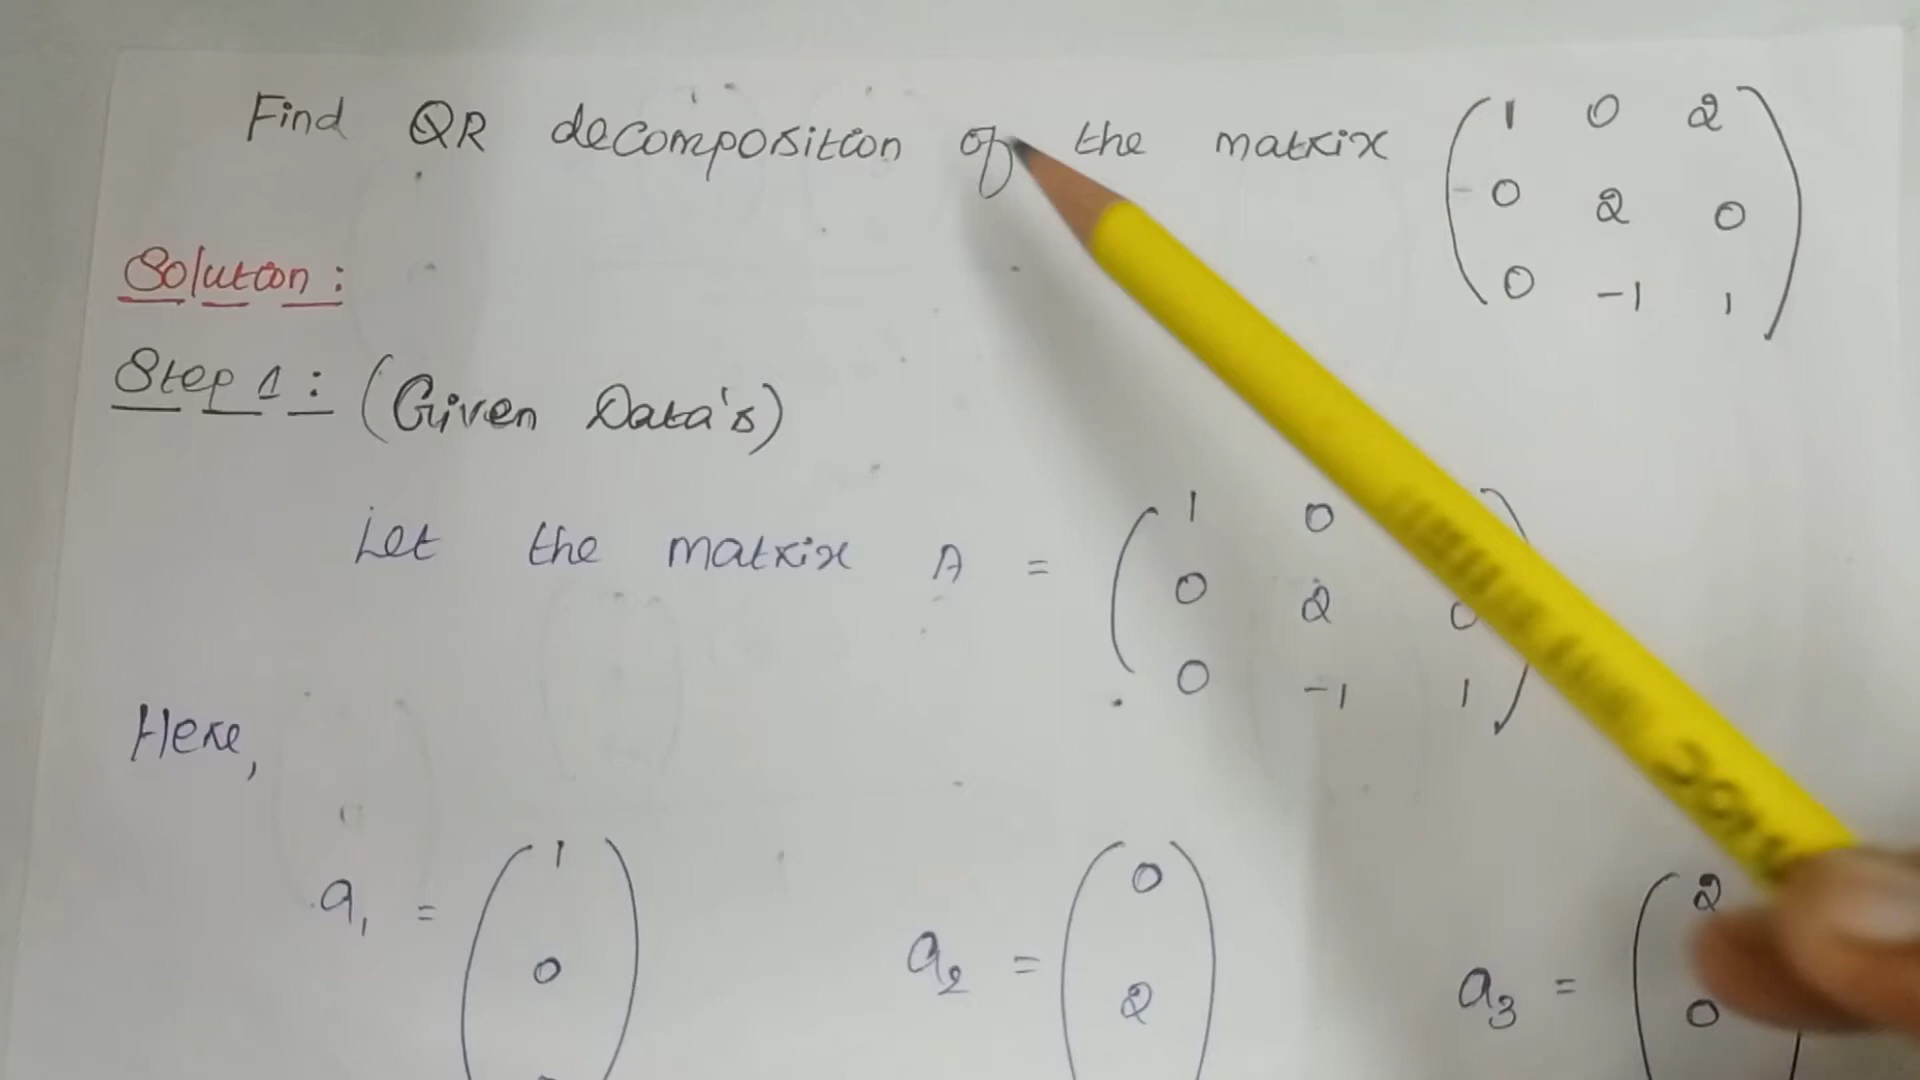 Find QR decomposition of the matrix ( 1 0 2
0 2 0
0 -1 1 )
Solution :
Step 1 : (Given Data's)
Let the matrix A = ( 1 0
0 2 0
0 -1 1 )
Here,
a1 = ( 1
0
a2 = ( 0
2
a3 = ( 2
0